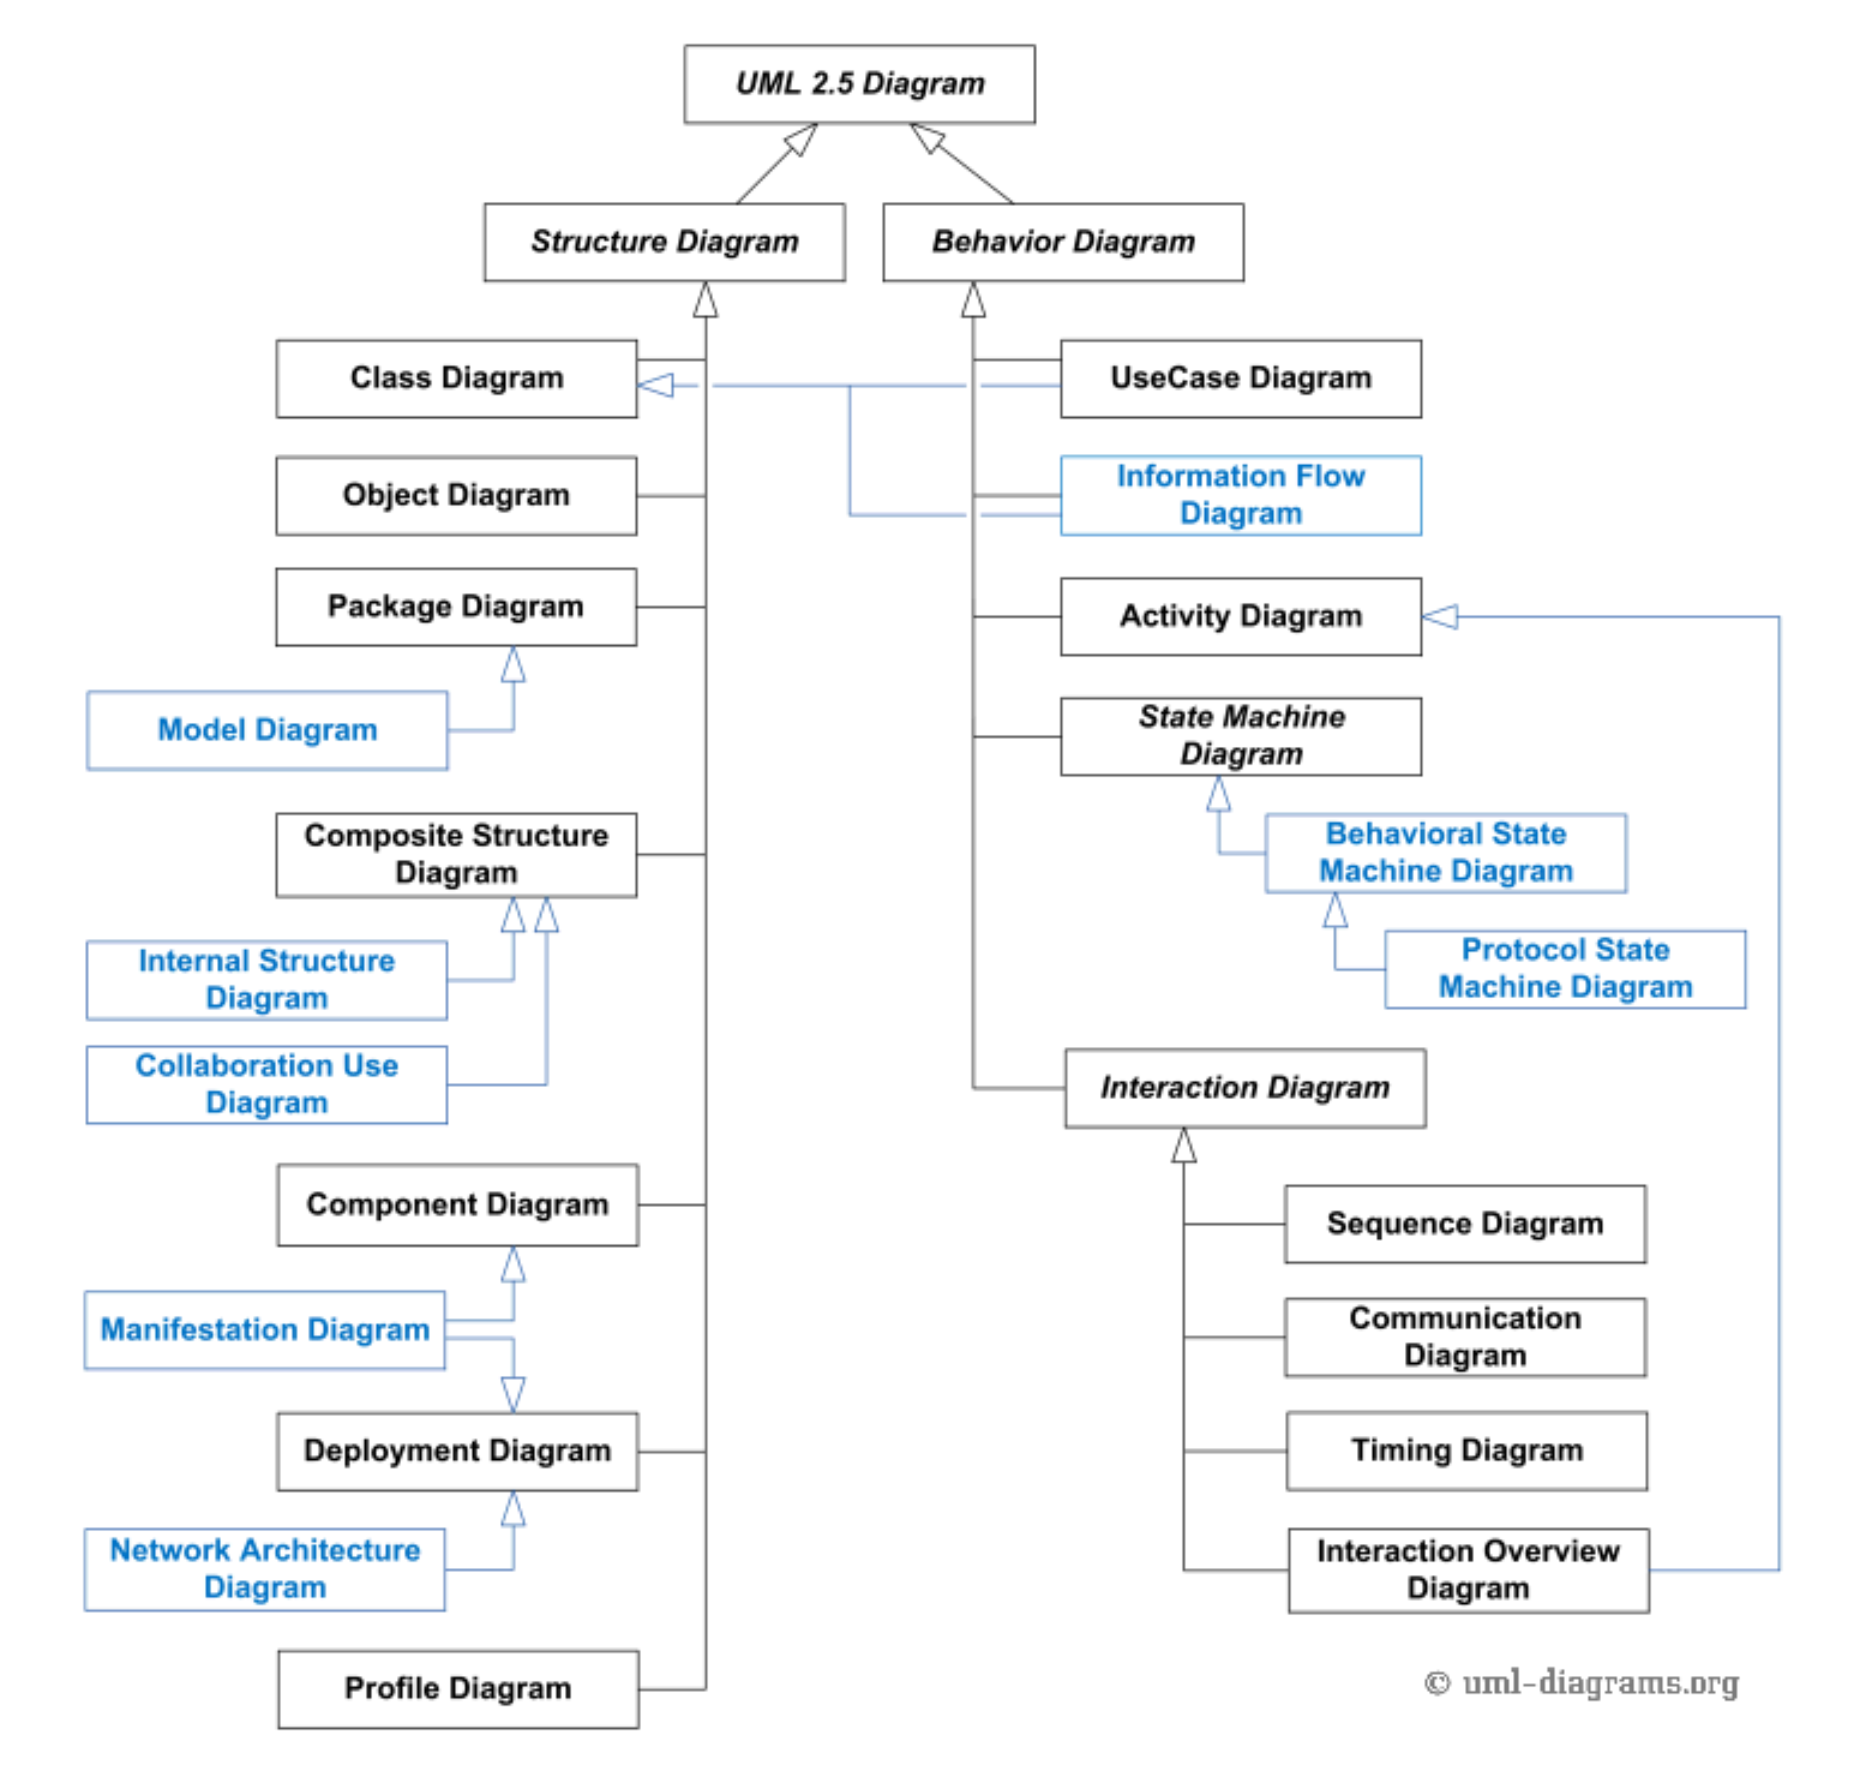 UML 2.5 Diagram
Structure Diagram
Behavior Diagram
Class Diagram
UseCase Diagram
Object Diagram
Information Flow
Diagram
Package Diagram
Activity Diagram
Model Diagram
State Machine
Diagram
Composite Structure
Diagram
Behavioral State
Machine Diagram
Internal Structure
Diagram
Protocol State
Machine Diagram
Collaboration Use
Diagram
Interaction Diagram
Component Diagram
Sequence Diagram
Manifestation Diagram
Communication
Diagram
Deployment Diagram
Timing Diagram
Network Architecture
Diagram
Interaction Overview
Diagram
Profile Diagram
© uml-diagrams.org